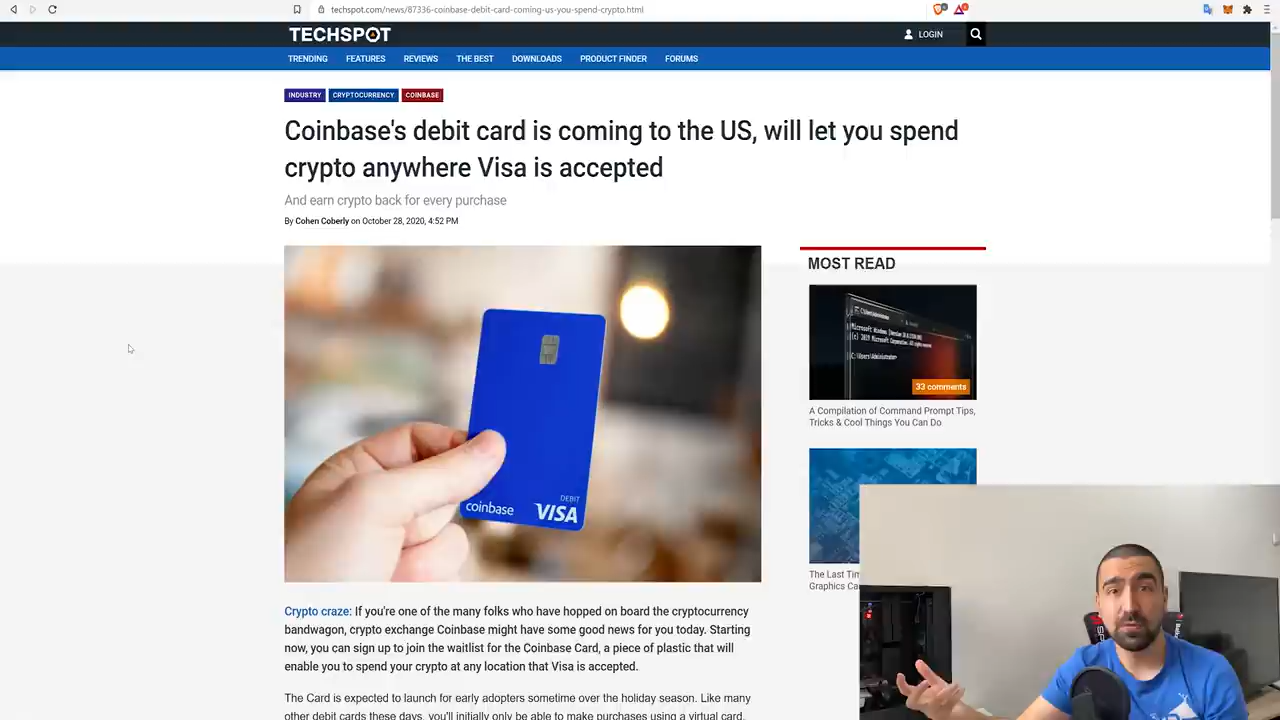 techspot.com/news/87336-coinbase-debit-card-coming-us-you-spend-crypto.html
TECHSPOT
LOGIN
TRENDING
FEATURES
REVIEWS
THE BEST
DOWNLOADS
PRODUCT FINDER
FORUMS
INDUSTRY
CRYPTOCURRENCY
COINBASE
Coinbase's debit card is coming to the US, will let you spend
crypto anywhere Visa is accepted
And earn crypto back for every purchase
By Cohen Coberly on October 28, 2020, 4:52 PM
coinbase
DEBIT
VISA
Crypto craze: If you're one of the many folks who have hopped on board the cryptocurrency
bandwagon, crypto exchange Coinbase might have some good news for you today. Starting
now, you can sign up to join the waitlist for the Coinbase Card, a piece of plastic that will
enable you to spend your crypto at any location that Visa is accepted.
The Card is expected to launch for early adopters sometime over the holiday season. Like many
other debit cards these days, you'll initially only be able to make purchases using a virtual card.
MOST READ
Microsoft Windows
(c) 2019 Microsoft Corporation. All rights reserved.
33 comments
A Compilation of Command Prompt Tips,
Tricks & Cool Things You Can Do
The Last
Graphics